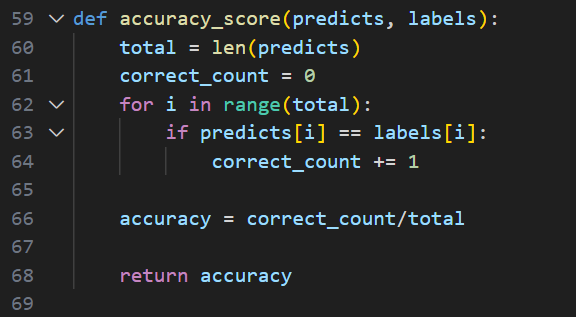 59 def accuracy_score(predicts, labels):
60     total = len(predicts)
61     correct_count = 0
62     for i in range(total):
63         if predicts[i] == labels[i]:
64             correct_count += 1
65
66     accuracy = correct_count/total
67
68     return accuracy
69